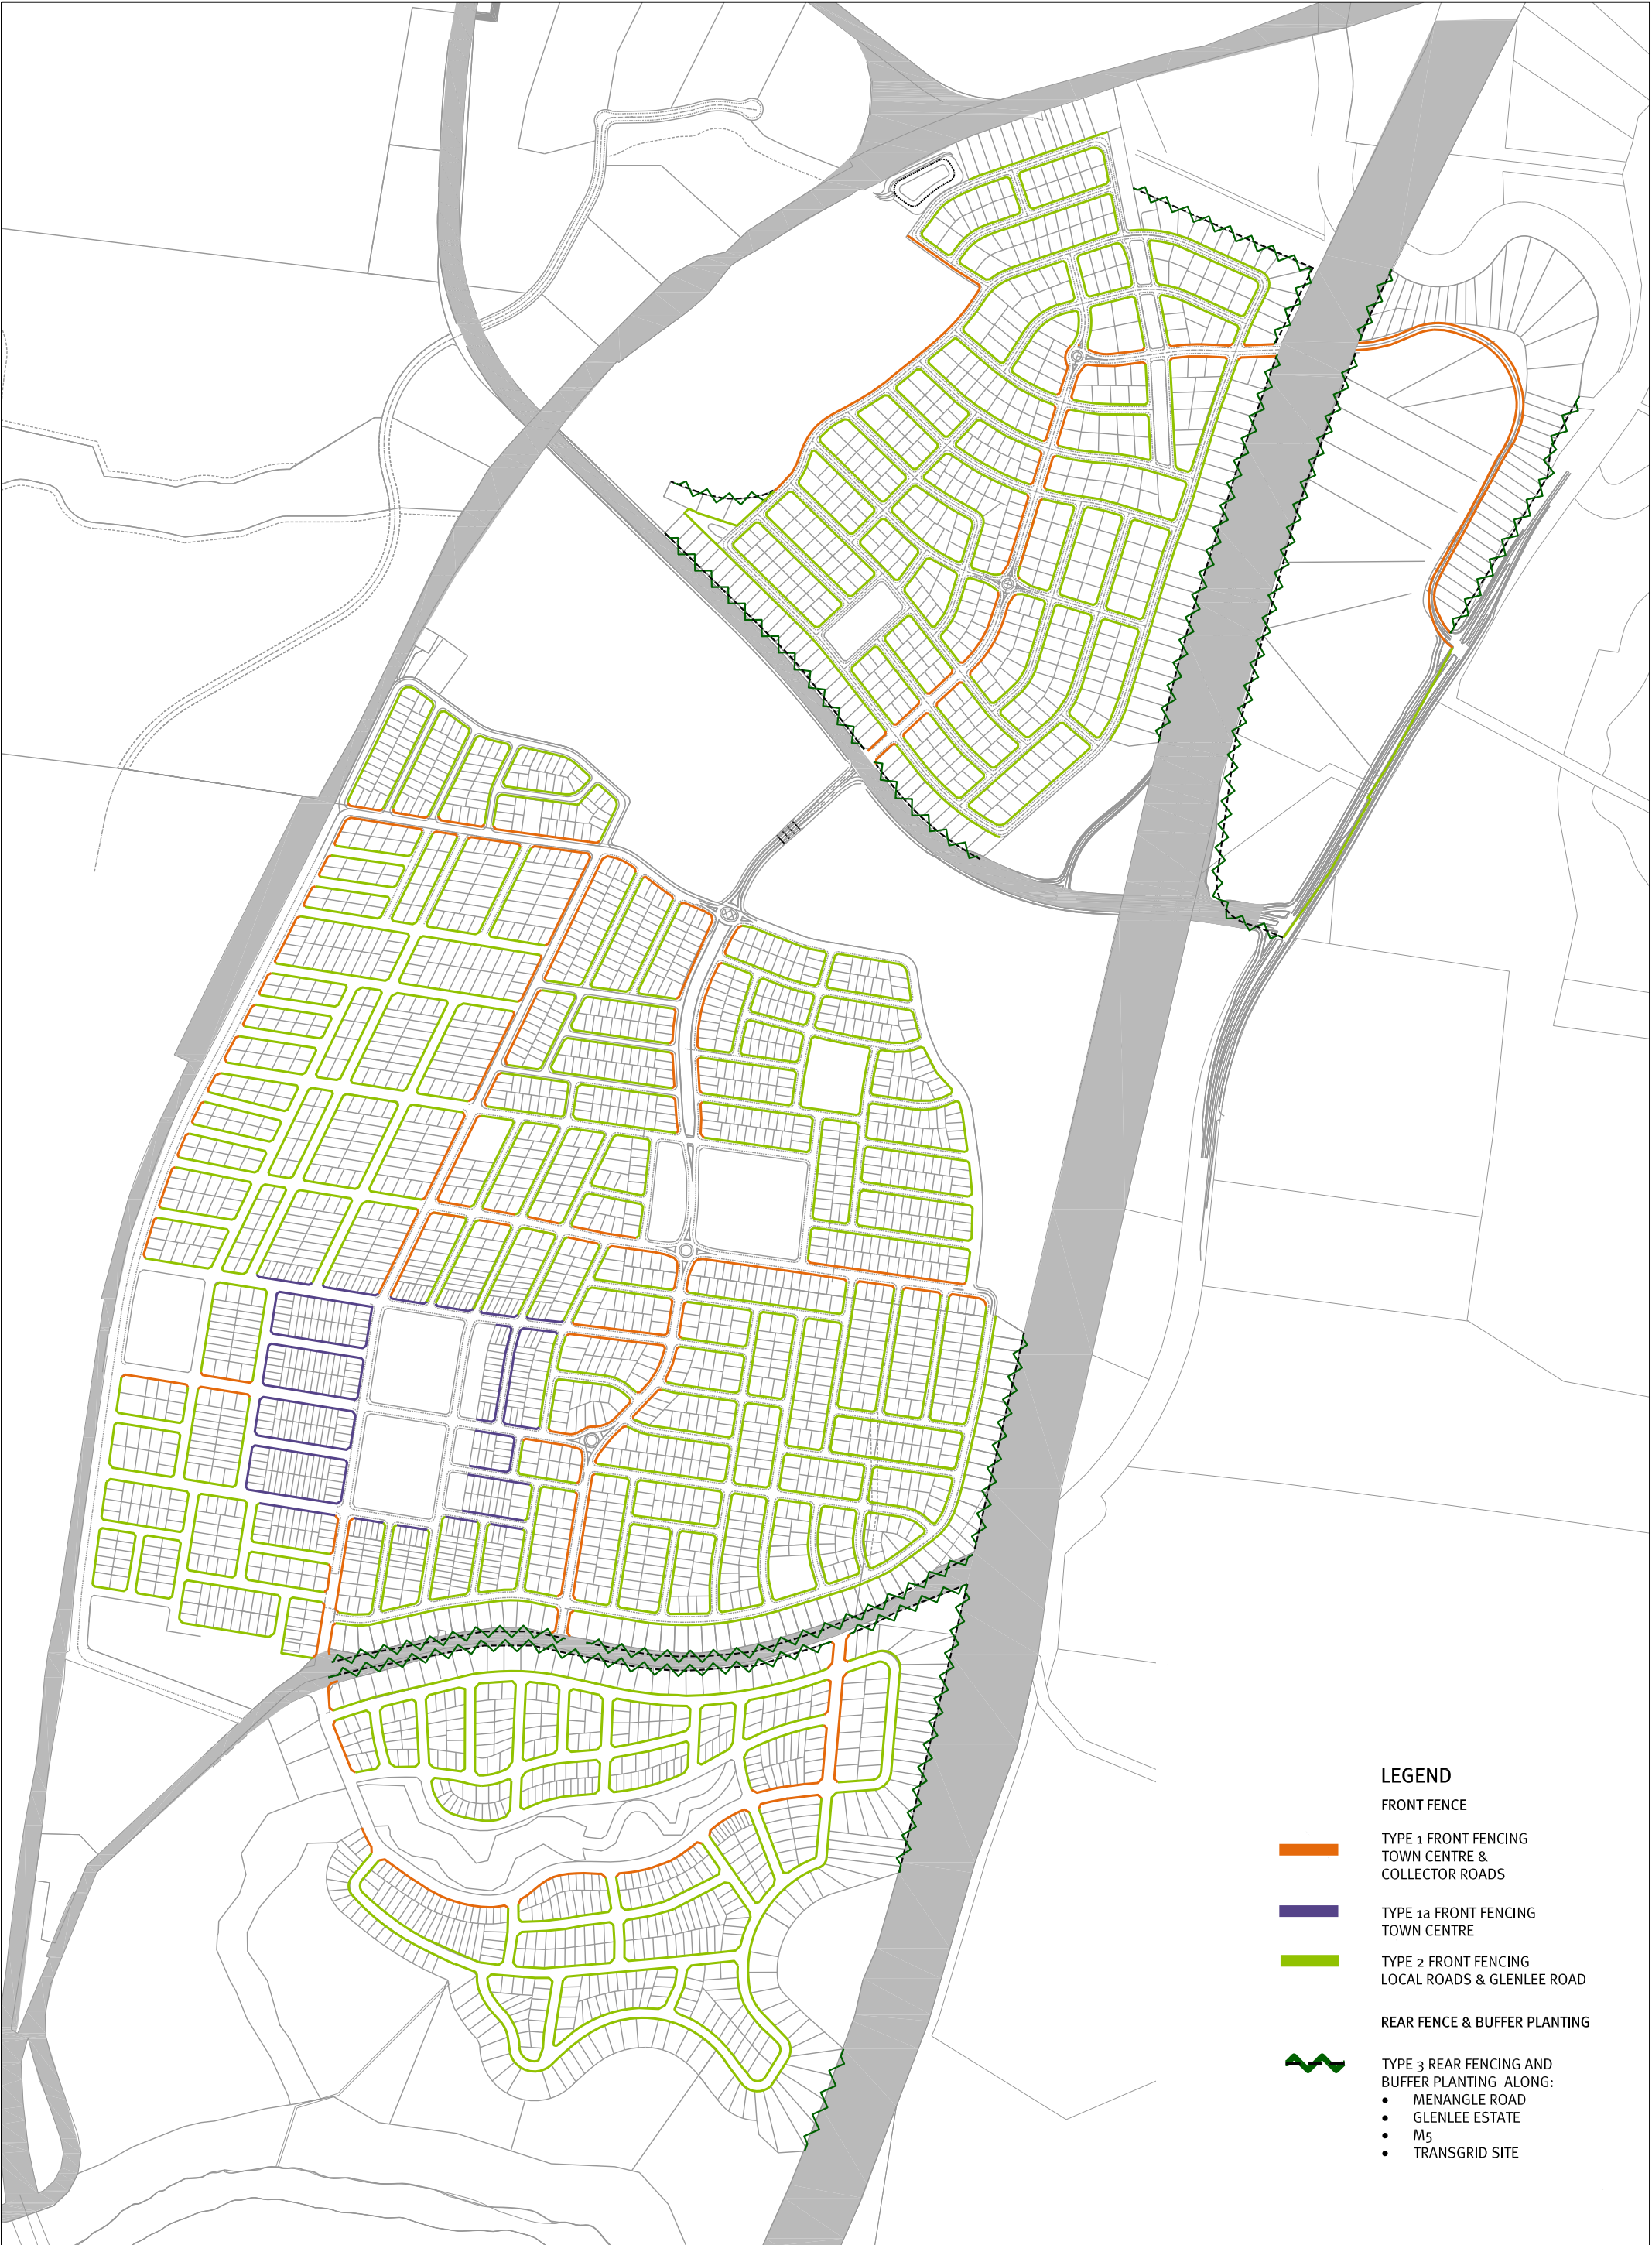 LEGEND
FRONT FENCE
TYPE 1 FRONT FENCING
TOWN CENTRE &
COLLECTOR ROADS
TYPE 1a FRONT FENCING
TOWN CENTRE
TYPE 2 FRONT FENCING
LOCAL ROADS & GLENLEE ROAD
REAR FENCE & BUFFER PLANTING
TYPE 3 REAR FENCING AND
BUFFER PLANTING ALONG:
• MENANGLE ROAD
• GLENLEE ESTATE
• M5
• TRANSGRID SITE